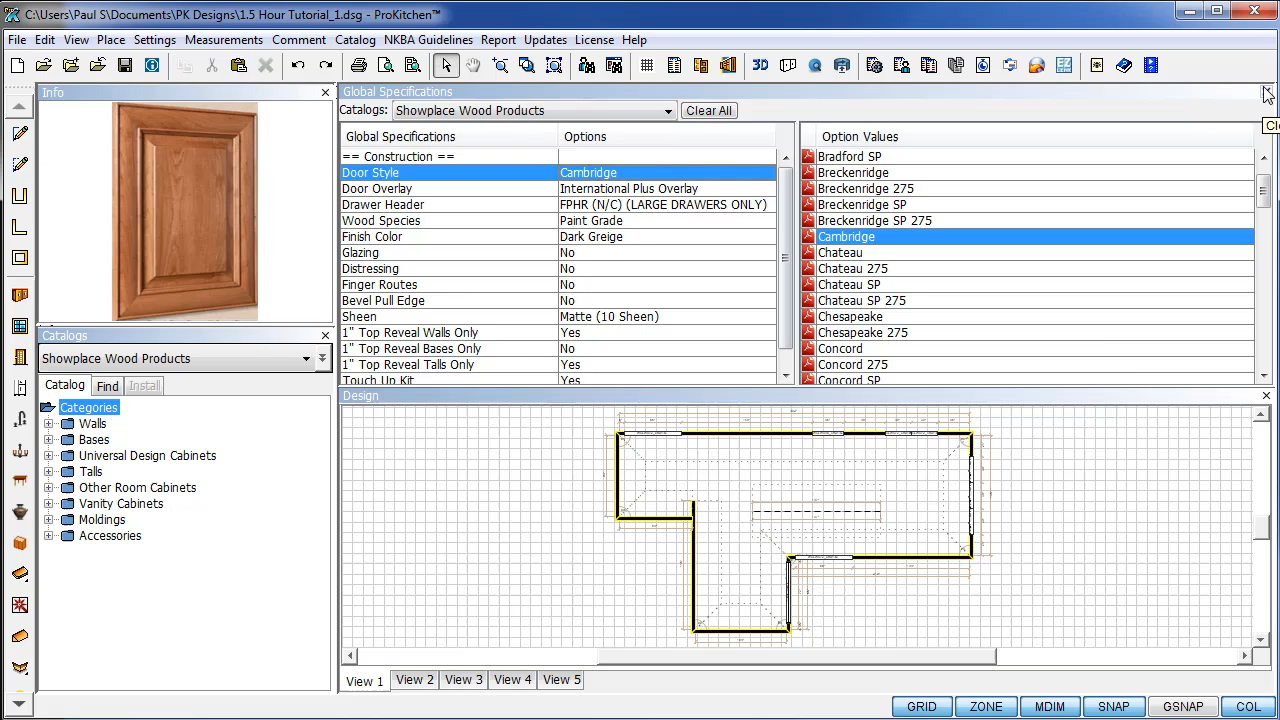 C:\Users\Paul S\Documents\PK Designs\1.5 Hour Tutorial_1.dsg - ProKitchen™
File Edit View Place Settings Measurements Comment Catalog NKBA Guidelines Report Updates License Help
3D
EZ
Info
Global Specifications
Catalogs: Showplace Wood Products Clear All
Global Specifications Options
== Construction ==
Door Style Cambridge
Door Overlay International Plus Overlay
Drawer Header FPHR (N/C) (LARGE DRAWERS ONLY)
Wood Species Paint Grade
Finish Color Dark Greige
Glazing No
Distressing No
Finger Routes No
Bevel Pull Edge No
Sheen Matte (10 Sheen)
1" Top Reveal Walls Only Yes
1" Top Reveal Bases Only No
1" Top Reveal Talls Only Yes
Touch Up Kit Yes
Option Values
Bradford SP
Breckenridge
Breckenridge 275
Breckenridge SP
Breckenridge SP 275
Cambridge
Chateau
Chateau 275
Chateau SP
Chateau SP 275
Chesapeake
Chesapeake 275
Concord
Concord 275
Concord SP
Catalogs
Showplace Wood Products
Catalog Find Install
Categories
Walls
Bases
Universal Design Cabinets
Talls
Other Room Cabinets
Vanity Cabinets
Moldings
Accessories
Design
View 1 View 2 View 3 View 4 View 5
GRID ZONE MDIM SNAP GSNAP COL